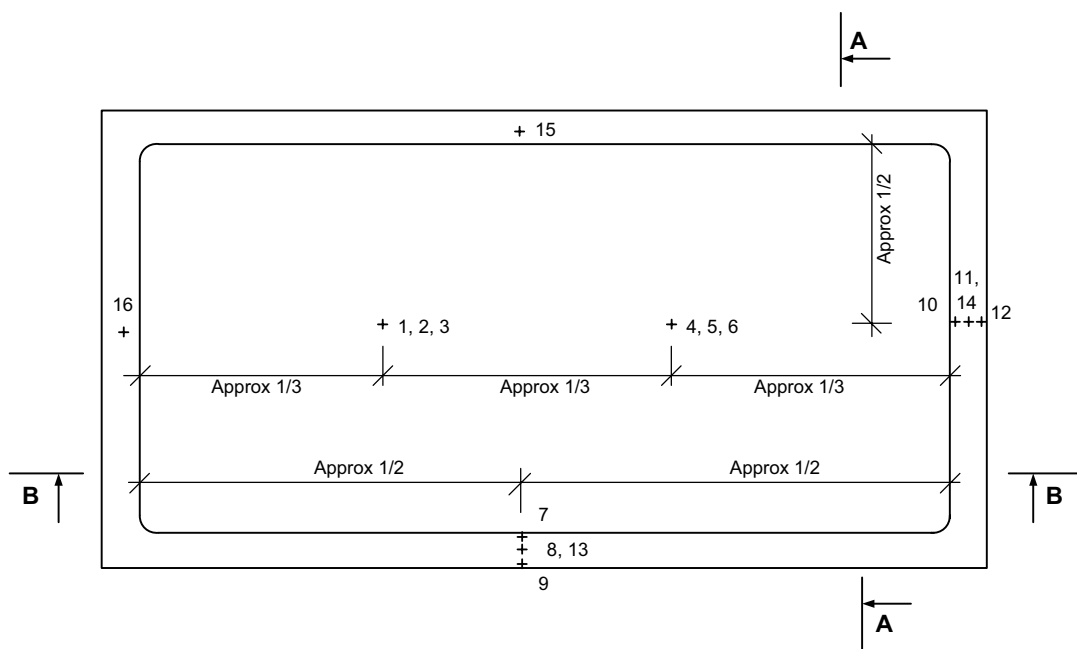 A
15
Approx 1/2
11,
16
10
14
12
1, 2, 3
4, 5, 6
Approx 1/3
Approx 1/3
Approx 1/3
Approx 1/2
Approx 1/2
B
B
7
8, 13
9
A